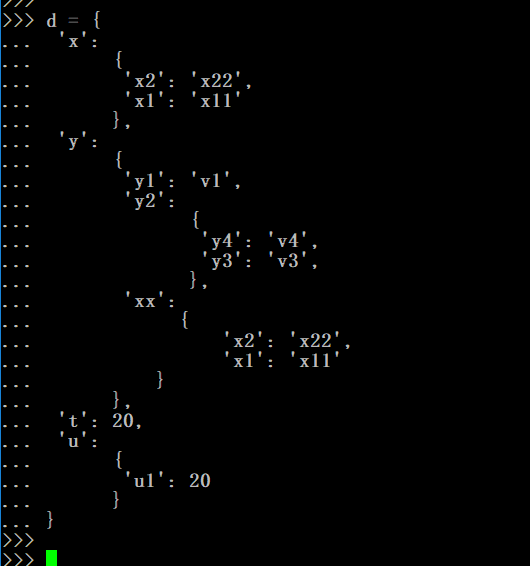 >>>
>>> d = {
... 'x':
... {
... 'x2': 'x22',
... 'x1': 'x11'
... },
... 'y':
... {
... 'y1': 'v1',
... 'y2':
... {
... 'y4': 'v4',
... 'y3': 'v3',
... },
... 'xx':
... {
... 'x2': 'x22',
... 'x1': 'x11'
... }
... },
... 't': 20,
... 'u':
... {
... 'u1': 20
... }
... }
>>>
>>>